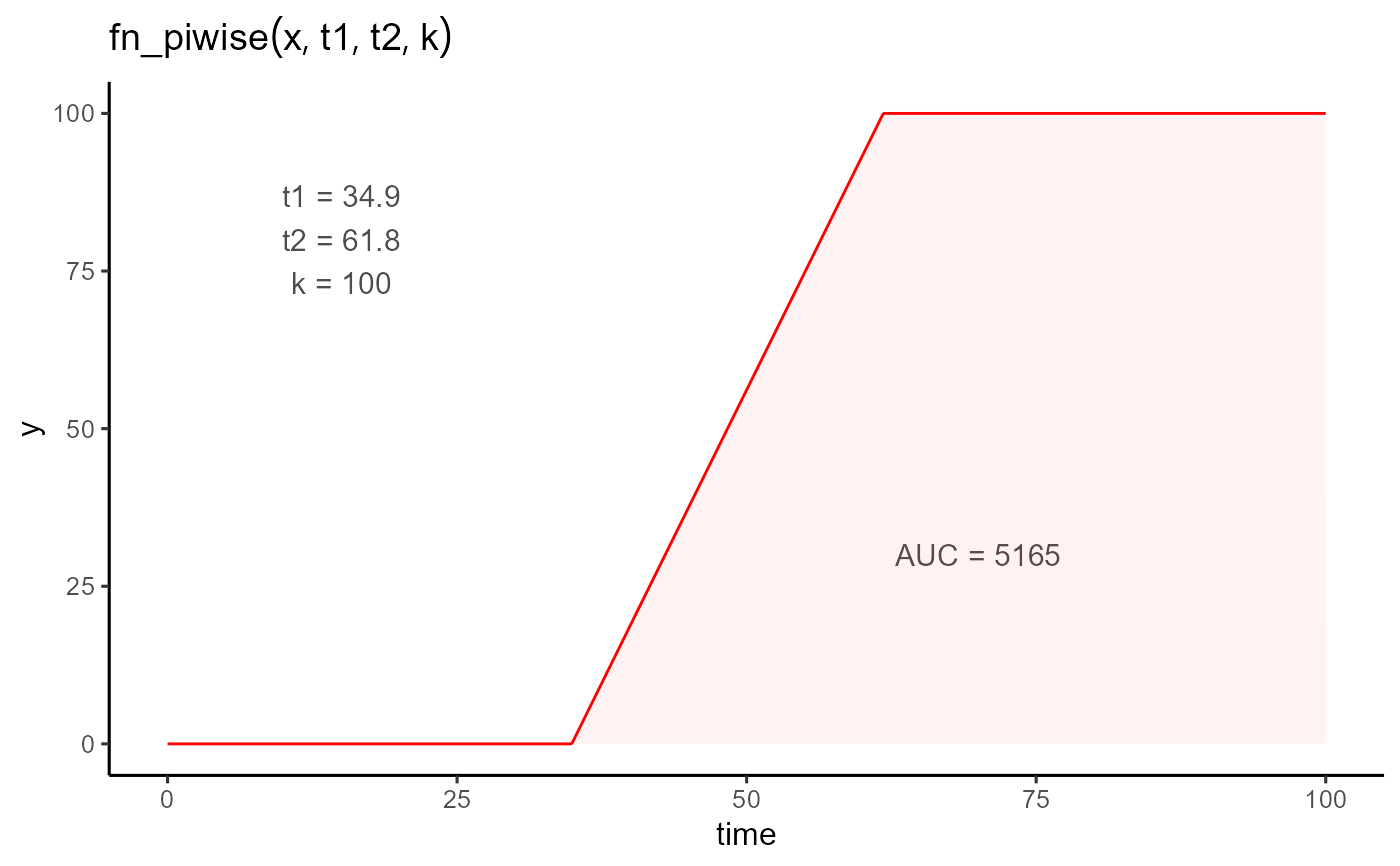 fn_piwise(x, t1, t2, k)
100
75
50
25
0
y
t1 = 34.9
t2 = 61.8
k = 100
AUC = 5165
0 25 50 75 100
time